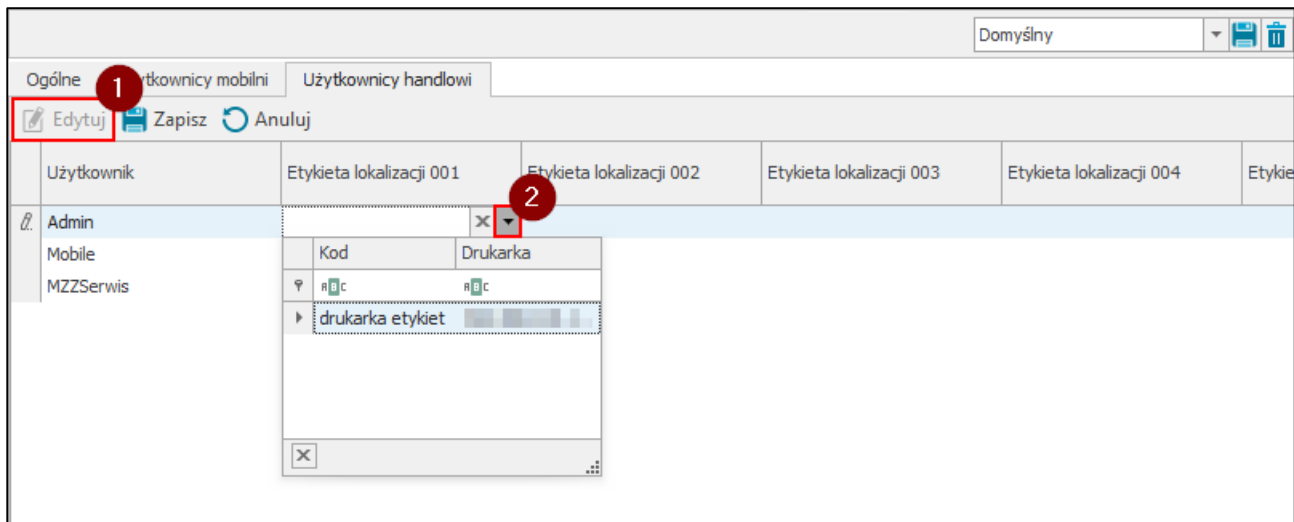 Domyślny
Ogólne 1 tkownicy mobilni Użytkownicy handlowi
Edytuj Zapisz Anuluj
Użytkownik Etykieta lokalizacji 001 Etykieta lokalizacji 002 Etykieta lokalizacji 003 Etykieta lokalizacji 004 Etykie
2
Admin
Kod Drukarka
Mobile
MZZSerwis
drukarka etykiet